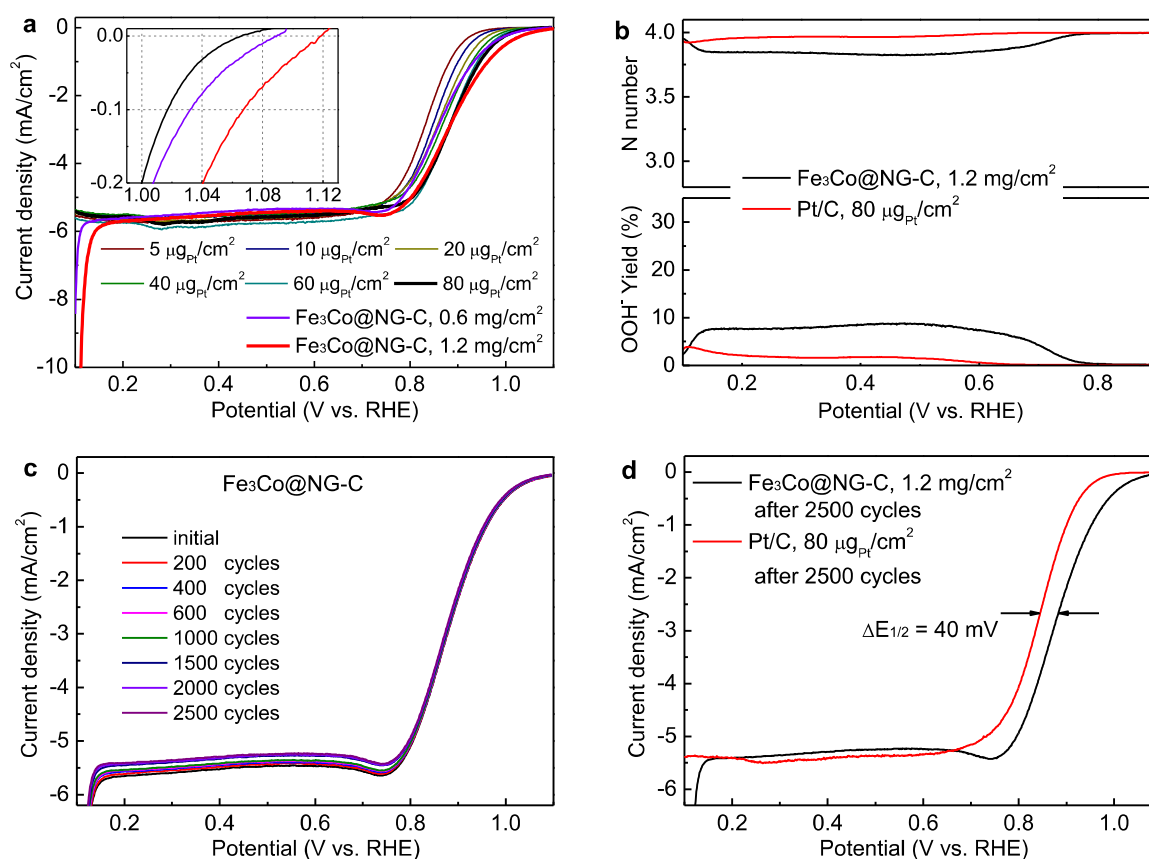 a
0.0
-0.1
-0.2
1.00 1.04 1.08 1.12
0
-2
-4
-6
-8
-10
Current density (mA/cm²)
5 μg_Pt/cm² 10 μg_Pt/cm² 20 μg_Pt/cm²
40 μg_Pt/cm² 60 μg_Pt/cm² 80 μg_Pt/cm²
Fe₃Co@NG-C, 0.6 mg/cm²
Fe₃Co@NG-C, 1.2 mg/cm²
0.2 0.4 0.6 0.8 1.0
Potential (V vs. RHE)
b
4.0
3.5
3.0
N number
Fe₃Co@NG-C, 1.2 mg/cm²
Pt/C, 80 μg_Pt/cm²
30
20
10
0
OOH⁻ Yield (%)
0.2 0.4 0.6 0.8
Potential (V vs. RHE)
c
Fe₃Co@NG-C
initial
200 cycles
400 cycles
600 cycles
1000 cycles
1500 cycles
2000 cycles
2500 cycles
0
-1
-2
-3
-4
-5
-6
Current density (mA/cm²)
0.2 0.4 0.6 0.8 1.0
Potential (V vs. RHE)
d
Fe₃Co@NG-C, 1.2 mg/cm²
after 2500 cycles
Pt/C, 80 μg_Pt/cm²
after 2500 cycles
ΔE₁/₂ = 40 mV
0
-1
-2
-3
-4
-5
-6
Current density (mA/cm²)
0.2 0.4 0.6 0.8 1.0
Potential (V vs. RHE)